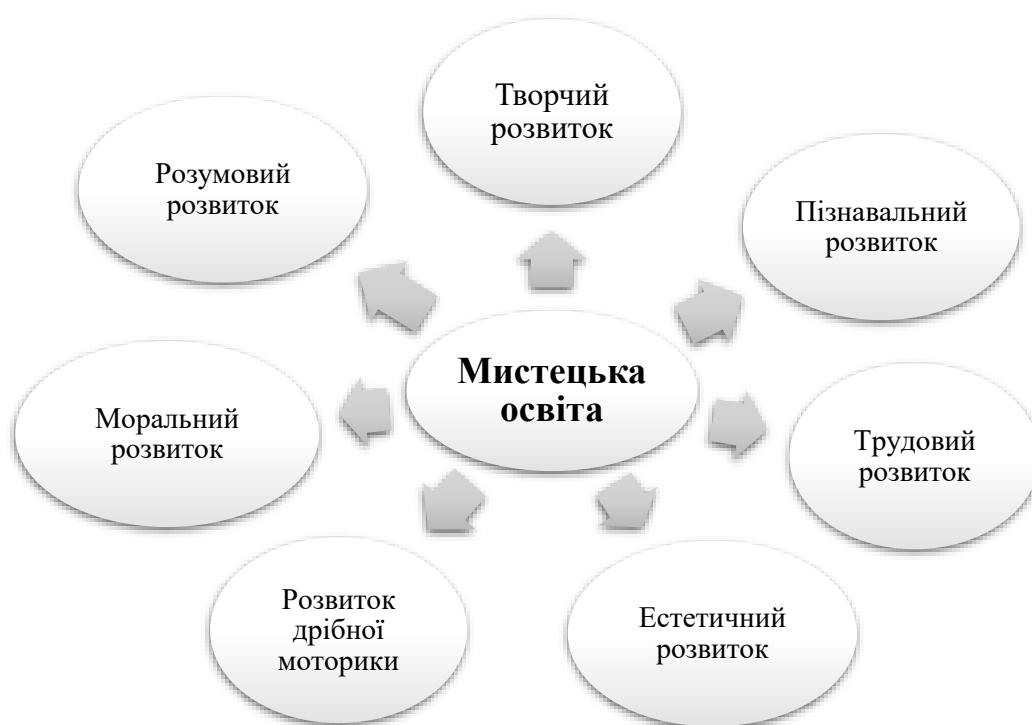 Творчий
розвиток
Розумовий
розвиток
Пізнавальний
розвиток
Мистецька
освіта
Моральний
розвиток
Трудовий
розвиток
Розвиток
дрібної
моторики
Естетичний
розвиток